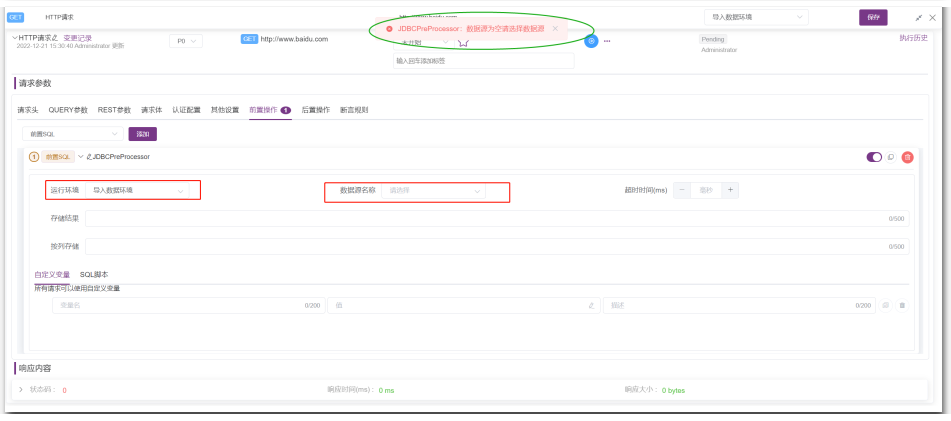 GET HTTP请求 http://www.baidu.com 导入数据环境 保存
JDBCPreProcessor：数据源为空请选择数据源
HTTP请求 变更记录 P0 GET http://www.baidu.com 未开始 Pending 执行历史
2022-12-21 15:30:40 Administrator 更新 Administrator
输入回车添加标签
请求参数
请求头 QUERY参数 REST参数 请求体 认证配置 其他设置 前置操作 1 后置操作 断言规则
前置SQL 添加
1 前置SQL JDBCPreProcessor
运行环境 导入数据环境 数据源名称 请选择 超时时间(ms) − 毫秒 +
存储结果 0/500
按列存储 0/500
自定义变量 SQL脚本
所有请求可以使用自定义变量
变量名 0/200 值 描述 0/200
响应内容
状态码： 0 响应时间(ms)： 0 ms 响应大小： 0 bytes